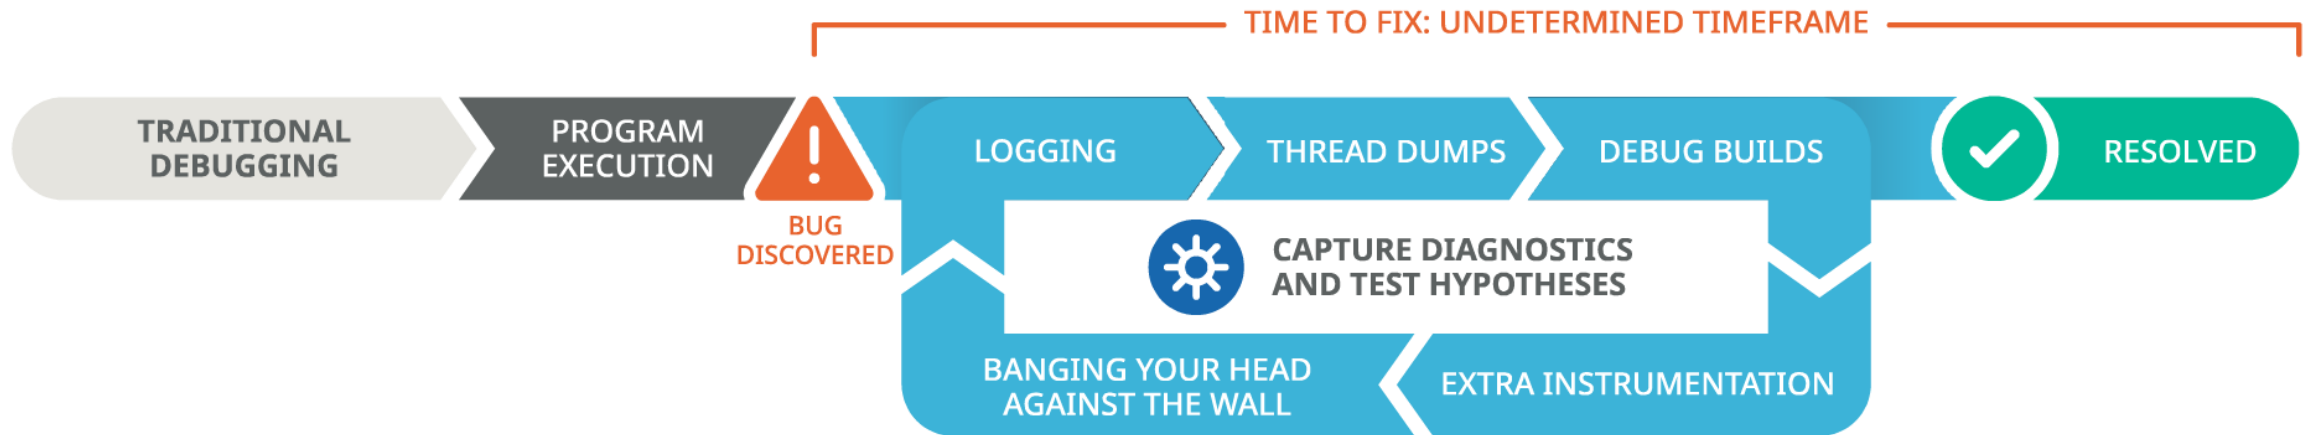 TIME TO FIX: UNDETERMINED TIMEFRAME
TRADITIONAL
DEBUGGING
PROGRAM
EXECUTION
BUG
DISCOVERED
LOGGING
THREAD DUMPS
DEBUG BUILDS
RESOLVED
CAPTURE DIAGNOSTICS
AND TEST HYPOTHESES
BANGING YOUR HEAD
AGAINST THE WALL
EXTRA INSTRUMENTATION